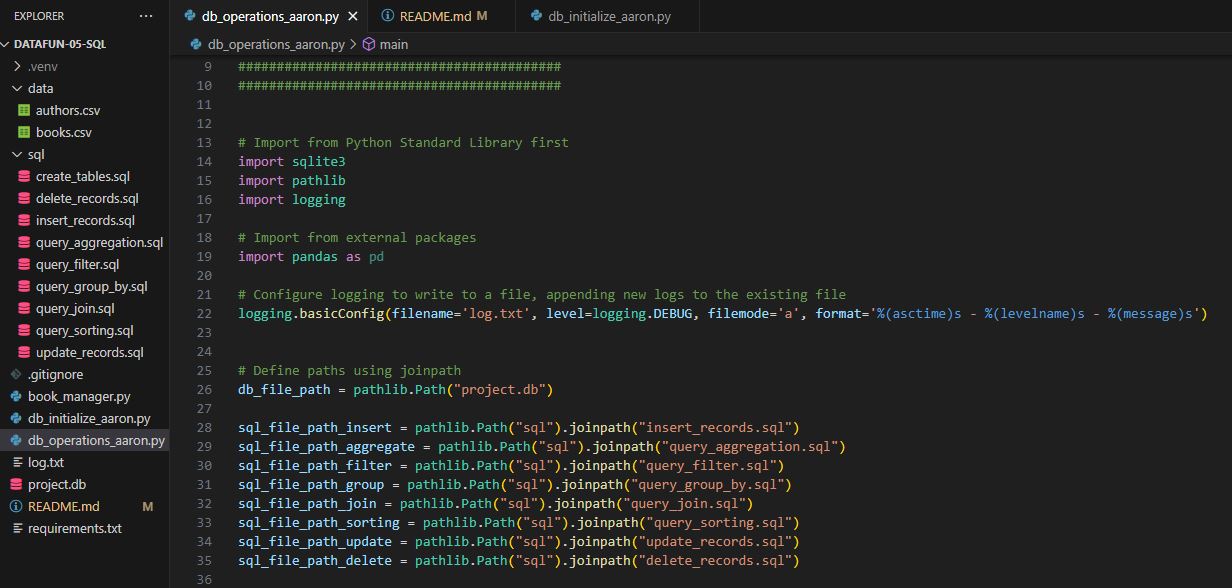 EXPLORER ...
DATAFUN-05-SQL
.venv
data
authors.csv
books.csv
sql
create_tables.sql
delete_records.sql
insert_records.sql
query_aggregation.sql
query_filter.sql
query_group_by.sql
query_join.sql
query_sorting.sql
update_records.sql
.gitignore
book_manager.py
db_initialize_aaron.py
db_operations_aaron.py
log.txt
project.db
README.md M
requirements.txt
db_operations_aaron.py README.md M db_initialize_aaron.py
db_operations_aaron.py > main
9 ##########################################
10 ##########################################
11
12
13 # Import from Python Standard Library first
14 import sqlite3
15 import pathlib
16 import logging
17
18 # Import from external packages
19 import pandas as pd
20
21 # Configure logging to write to a file, appending new logs to the existing file
22 logging.basicConfig(filename='log.txt', level=logging.DEBUG, filemode='a', format='%(asctime)s - %(levelname)s - %(message)s')
23
24
25 # Define paths using joinpath
26 db_file_path = pathlib.Path("project.db")
27
28 sql_file_path_insert = pathlib.Path("sql").joinpath("insert_records.sql")
29 sql_file_path_aggregate = pathlib.Path("sql").joinpath("query_aggregation.sql")
30 sql_file_path_filter = pathlib.Path("sql").joinpath("query_filter.sql")
31 sql_file_path_group = pathlib.Path("sql").joinpath("query_group_by.sql")
32 sql_file_path_join = pathlib.Path("sql").joinpath("query_join.sql")
33 sql_file_path_sorting = pathlib.Path("sql").joinpath("query_sorting.sql")
34 sql_file_path_update = pathlib.Path("sql").joinpath("update_records.sql")
35 sql_file_path_delete = pathlib.Path("sql").joinpath("delete_records.sql")
36